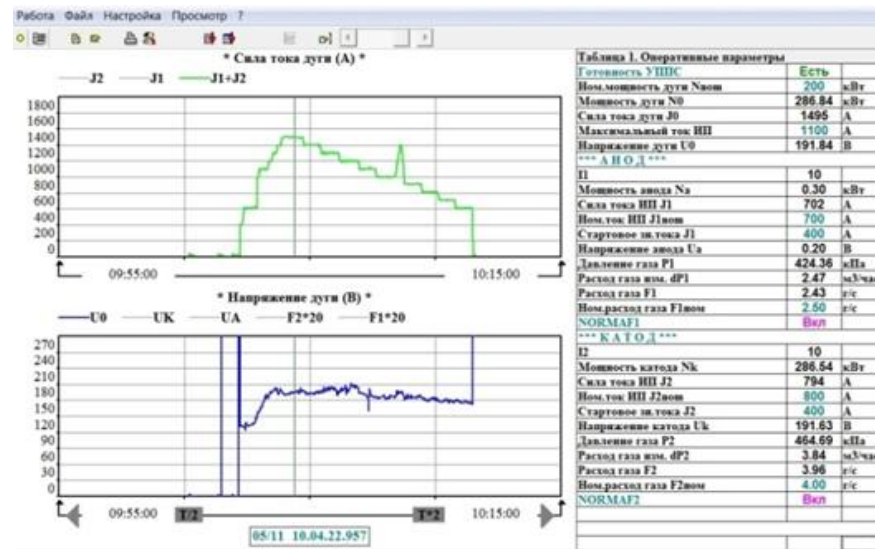 Работа Файл Настройка Просмотр ?
* Сила тока дуги (А) *
J2 J1 J1+J2
1800
1600
1400
1200
1000
800
600
400
200
0
09:55:00 10:15:00
* Напряжение дуги (В) *
U0 UK UA F2*20 F1*20
270
240
210
180
150
120
90
60
30
0
09:55:00 T/2 T*2 10:15:00
05/11 10.04.22.957
Таблица 1. Оперативные параметры
Готовность УППС Есть
Ном.мощность дуги Nном 200 кВт
Мощность дуги N0 286.84 кВт
Сила тока дуги J0 1495 А
Максимальный ток ИП 1100 А
Напряжение дуги U0 191.84 В
*** А Н О Д ***
I1 10
Мощность анода Na 0.30 кВт
Сила тока ИП J1 702 А
Ном.ток ИП J1ном 700 А
Стартовое зн.тока J1 400 А
Напряжение анода Ua 0.20 В
Давление газа P1 424.36 кПа
Расход газа изм. dP1 2.47 м3/час
Расход газа F1 2.43 г/с
Ном.расход газа F1ном 2.50 г/с
NORMAF1 Вкл
*** К А Т О Д ***
I2 10
Мощность катода Nk 286.54 кВт
Сила тока ИП J2 794 А
Ном.ток ИП J2ном 800 А
Стартовое зн.тока J2 400 А
Напряжение катода Uk 191.63 В
Давление газа P2 464.69 кПа
Расход газа изм. dP2 3.84 м3/час
Расход газа F2 3.96 г/с
Ном.расход газа F2ном 4.00 г/с
NORMAF2 Вкл